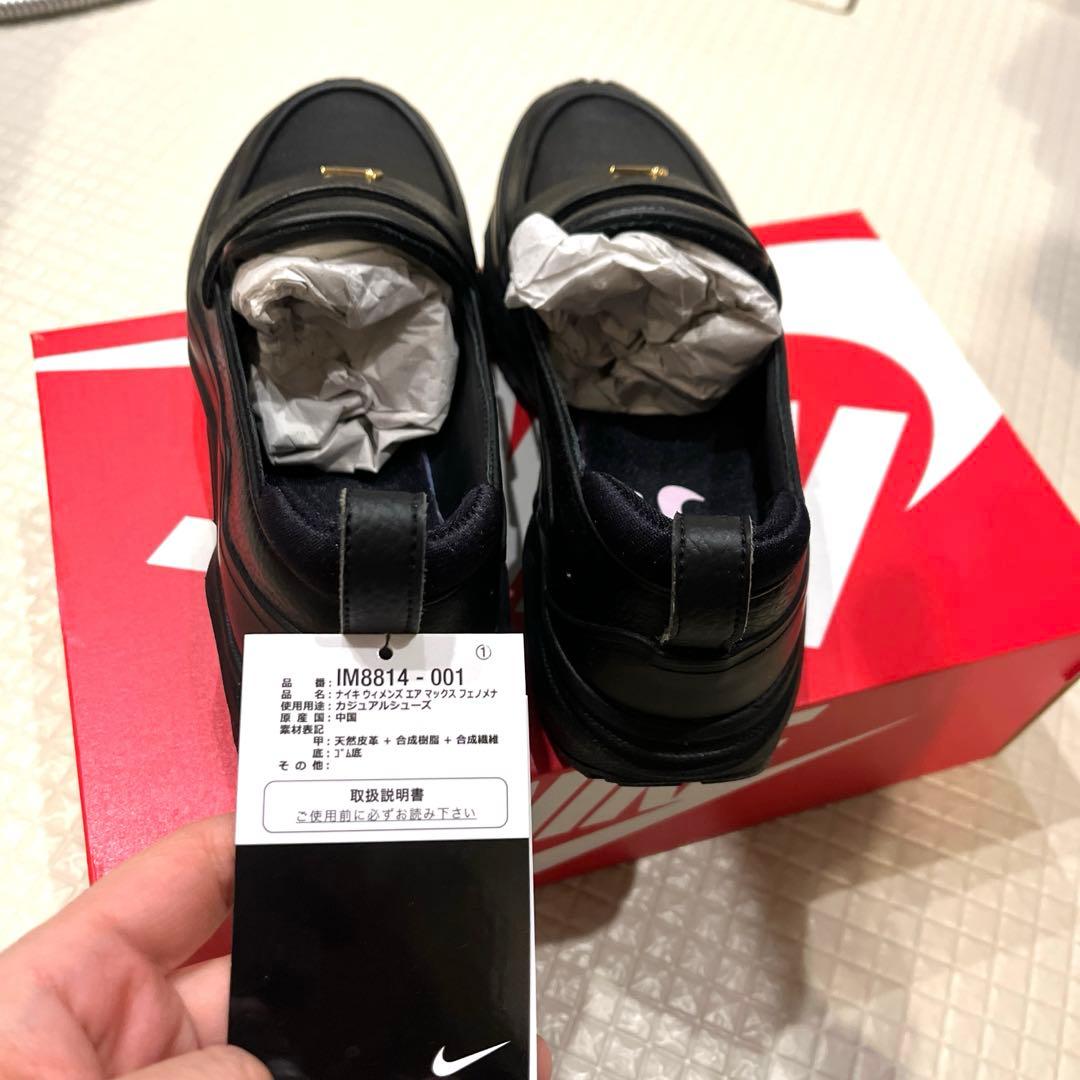 ①
品番：IM8814 - 001
品名：ナイキ ウィメンズ エア マックス フェノメナ
使用用途：カジュアルシューズ
原産国：中国
素材表記
甲：天然皮革 + 合成樹脂 + 合成繊維
底：ｺﾞﾑ底
その他：
取扱説明書
ご使用前に必ずお読み下さい